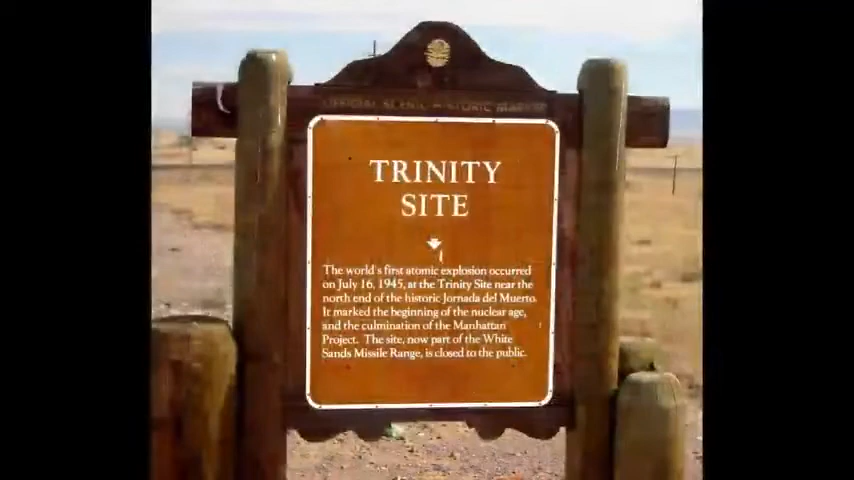 OFFICIAL SCENIC HISTORIC MARKER
TRINITY
SITE
The world's first atomic explosion occurred
on July 16, 1945, at the Trinity Site near the
north end of the historic Jornada del Muerto.
It marked the beginning of the nuclear age,
and the culmination of the Manhattan
Project. The site, now part of the White
Sands Missile Range, is closed to the public.